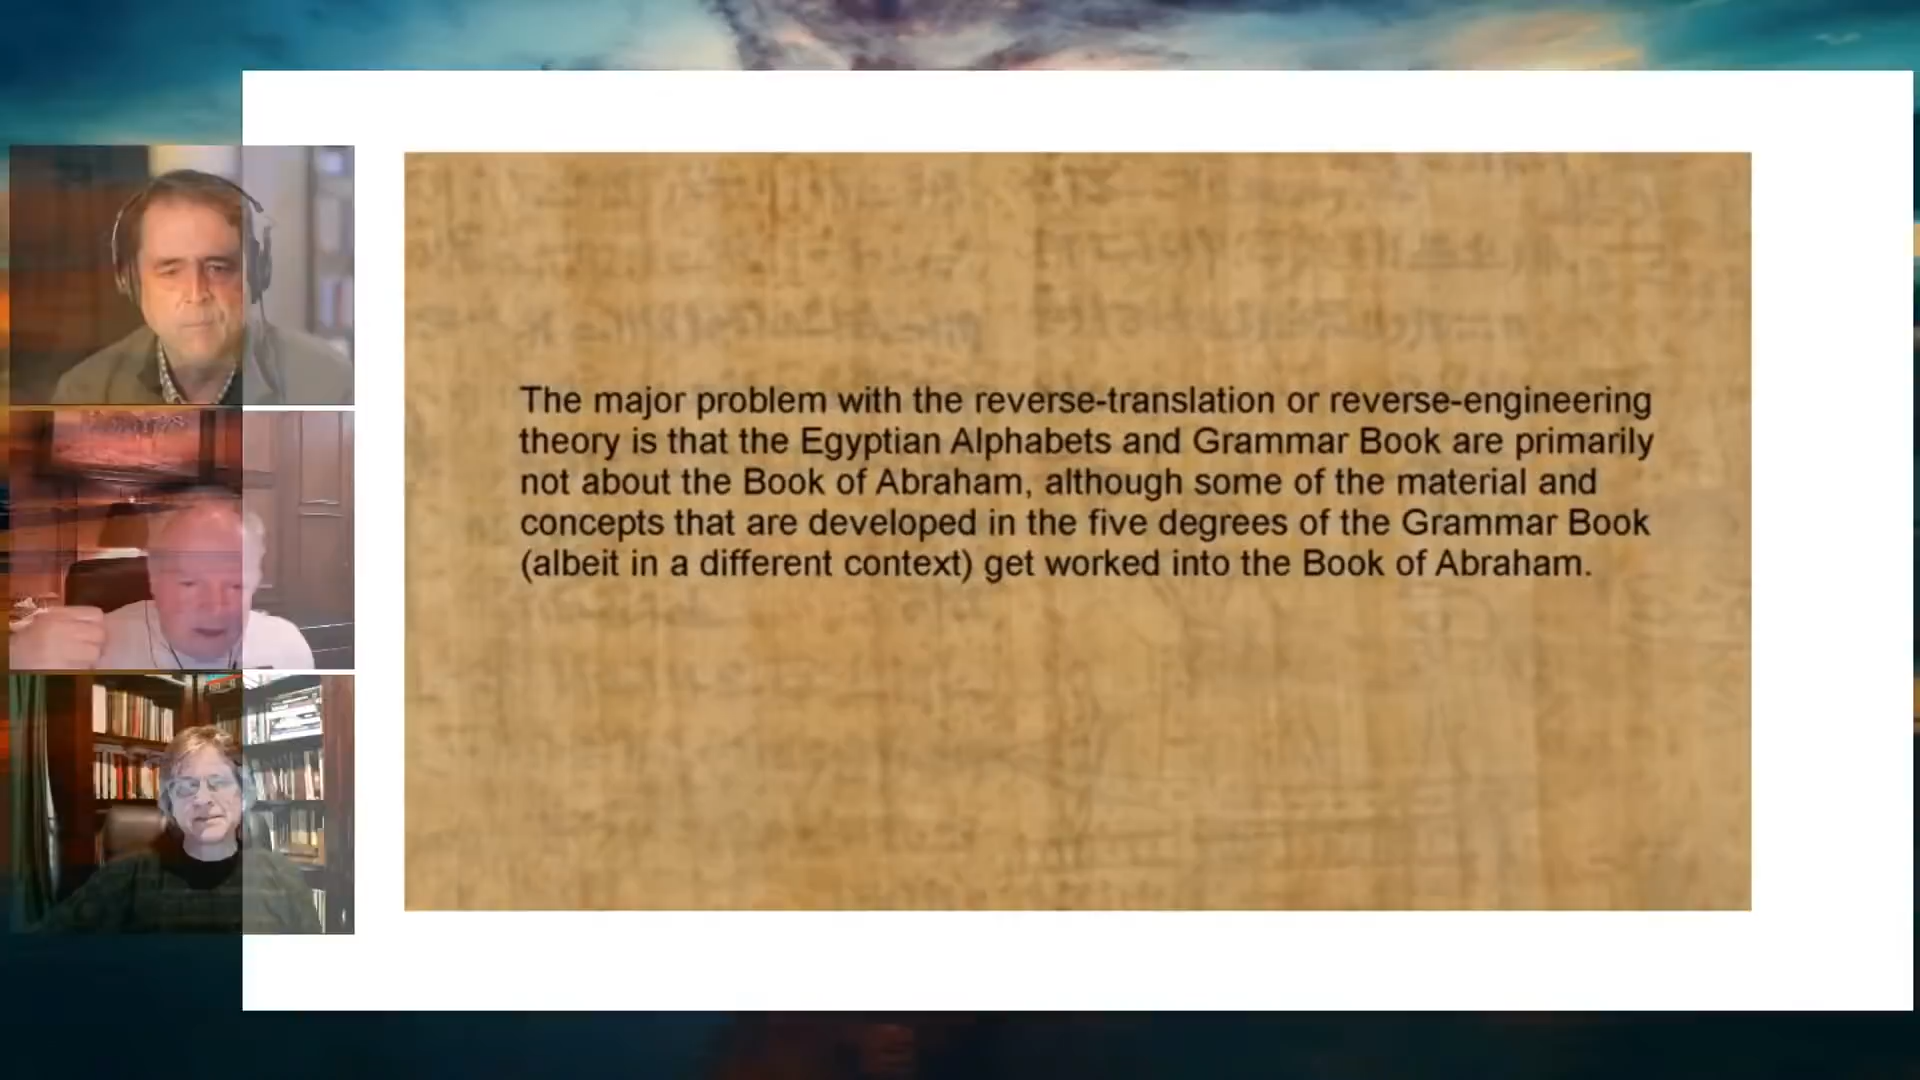 The major problem with the reverse-translation or reverse-engineering
theory is that the Egyptian Alphabets and Grammar Book are primarily
not about the Book of Abraham, although some of the material and
concepts that are developed in the five degrees of the Grammar Book
(albeit in a different context) get worked into the Book of Abraham.